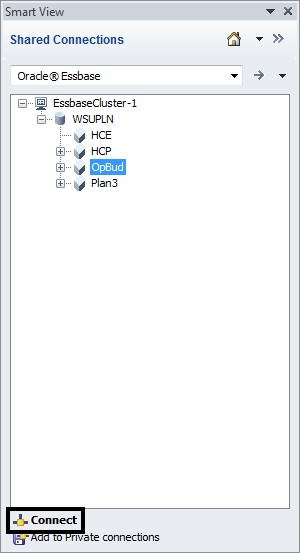 Smart View
Shared Connections
Oracle® Essbase
EssbaseCluster-1
WSUPLN
HCE
HCP
OpBud
Plan3
Connect
Add to Private connections